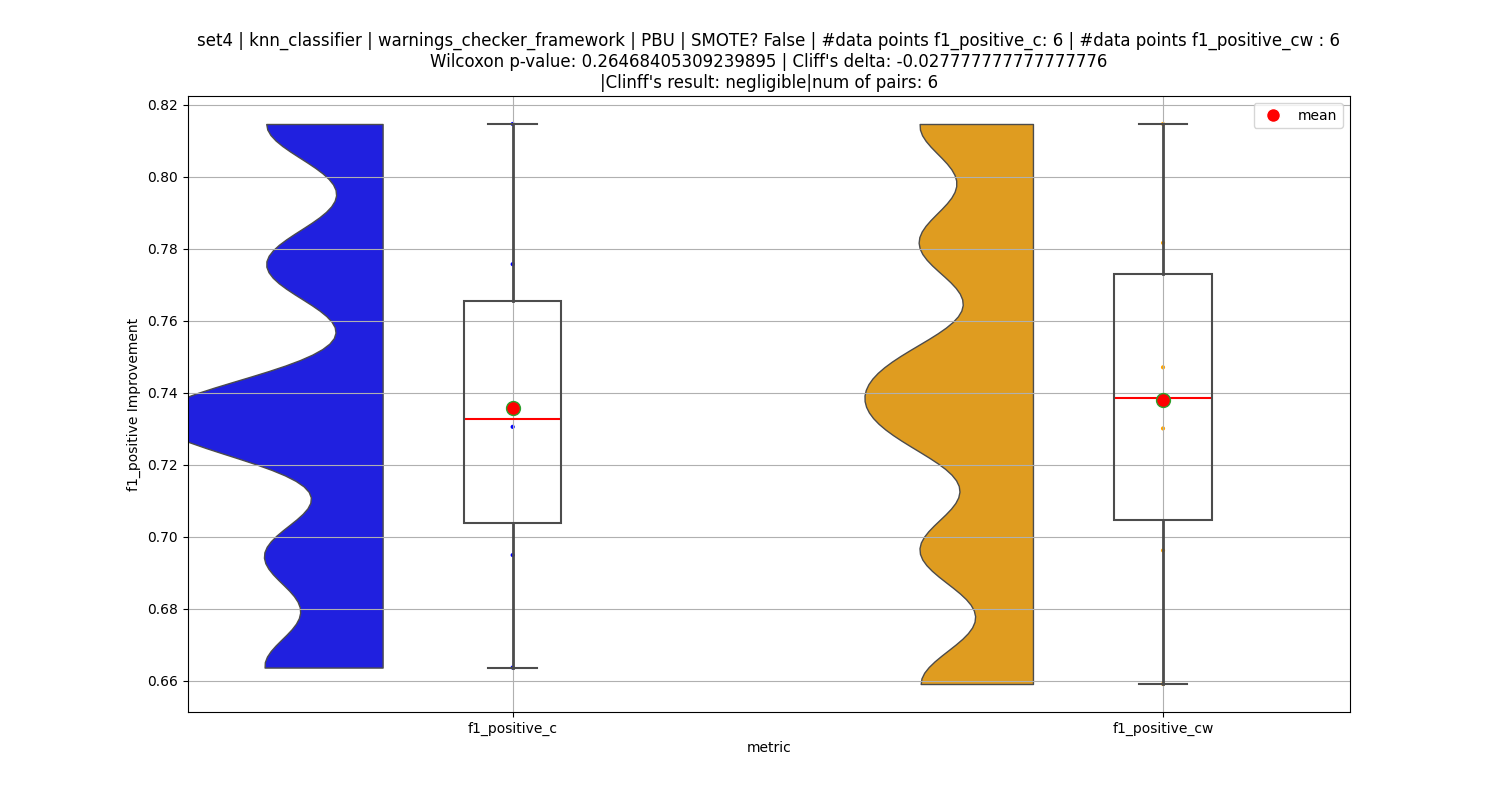 set4 | knn_classifier | warnings_checker_framework | PBU | SMOTE? False | #data points f1_positive_c: 6 | #data points f1_positive_cw : 6
Wilcoxon p-value: 0.26468405309239895 | Cliff's delta: -0.027777777777777776
|Clinff's result: negligible|num of pairs: 6
mean
0.82
0.80
0.78
0.76
0.74
0.72
0.70
0.68
0.66
f1_positive Improvement
f1_positive_c
f1_positive_cw
metric